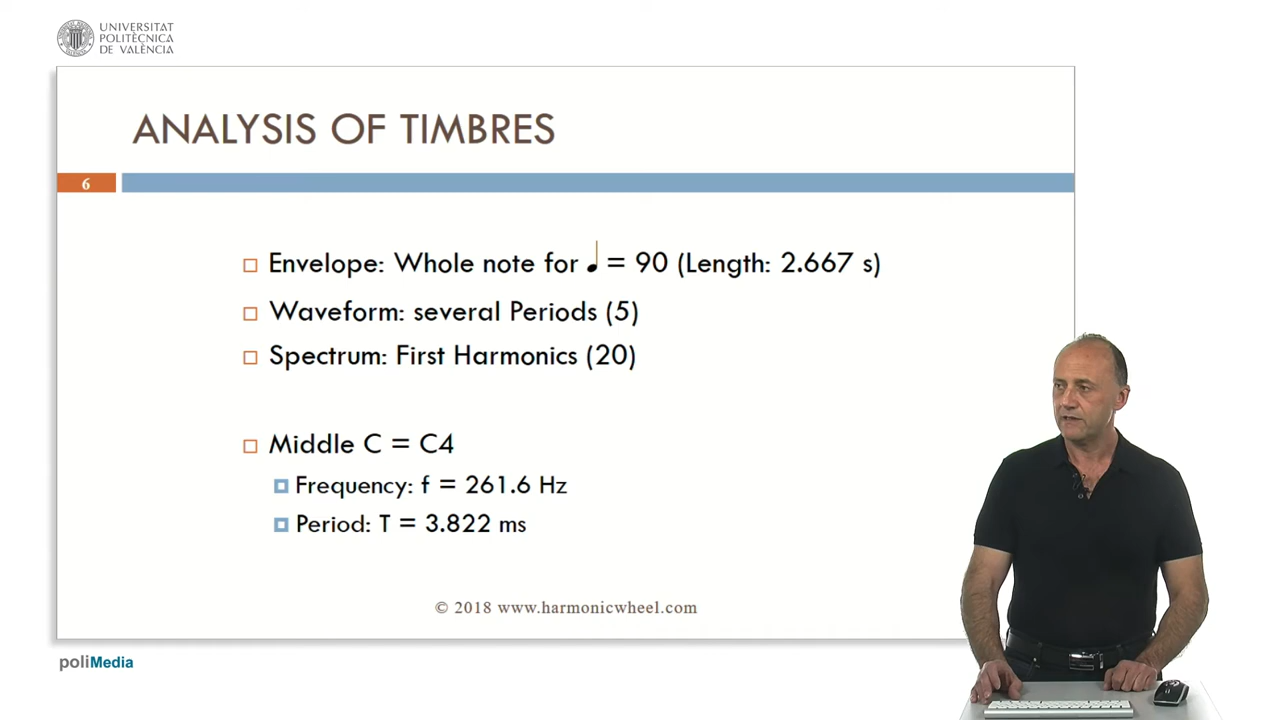 UNIVERSITAT
POLITÈCNICA
DE VALÈNCIA
ANALYSIS OF TIMBRES
6
Envelope: Whole note for ♩ = 90 (Length: 2.667 s)
Waveform: several Periods (5)
Spectrum: First Harmonics (20)
Middle C = C4
Frequency: f = 261.6 Hz
Period: T = 3.822 ms
© 2018 www.harmonicwheel.com
poliMedia